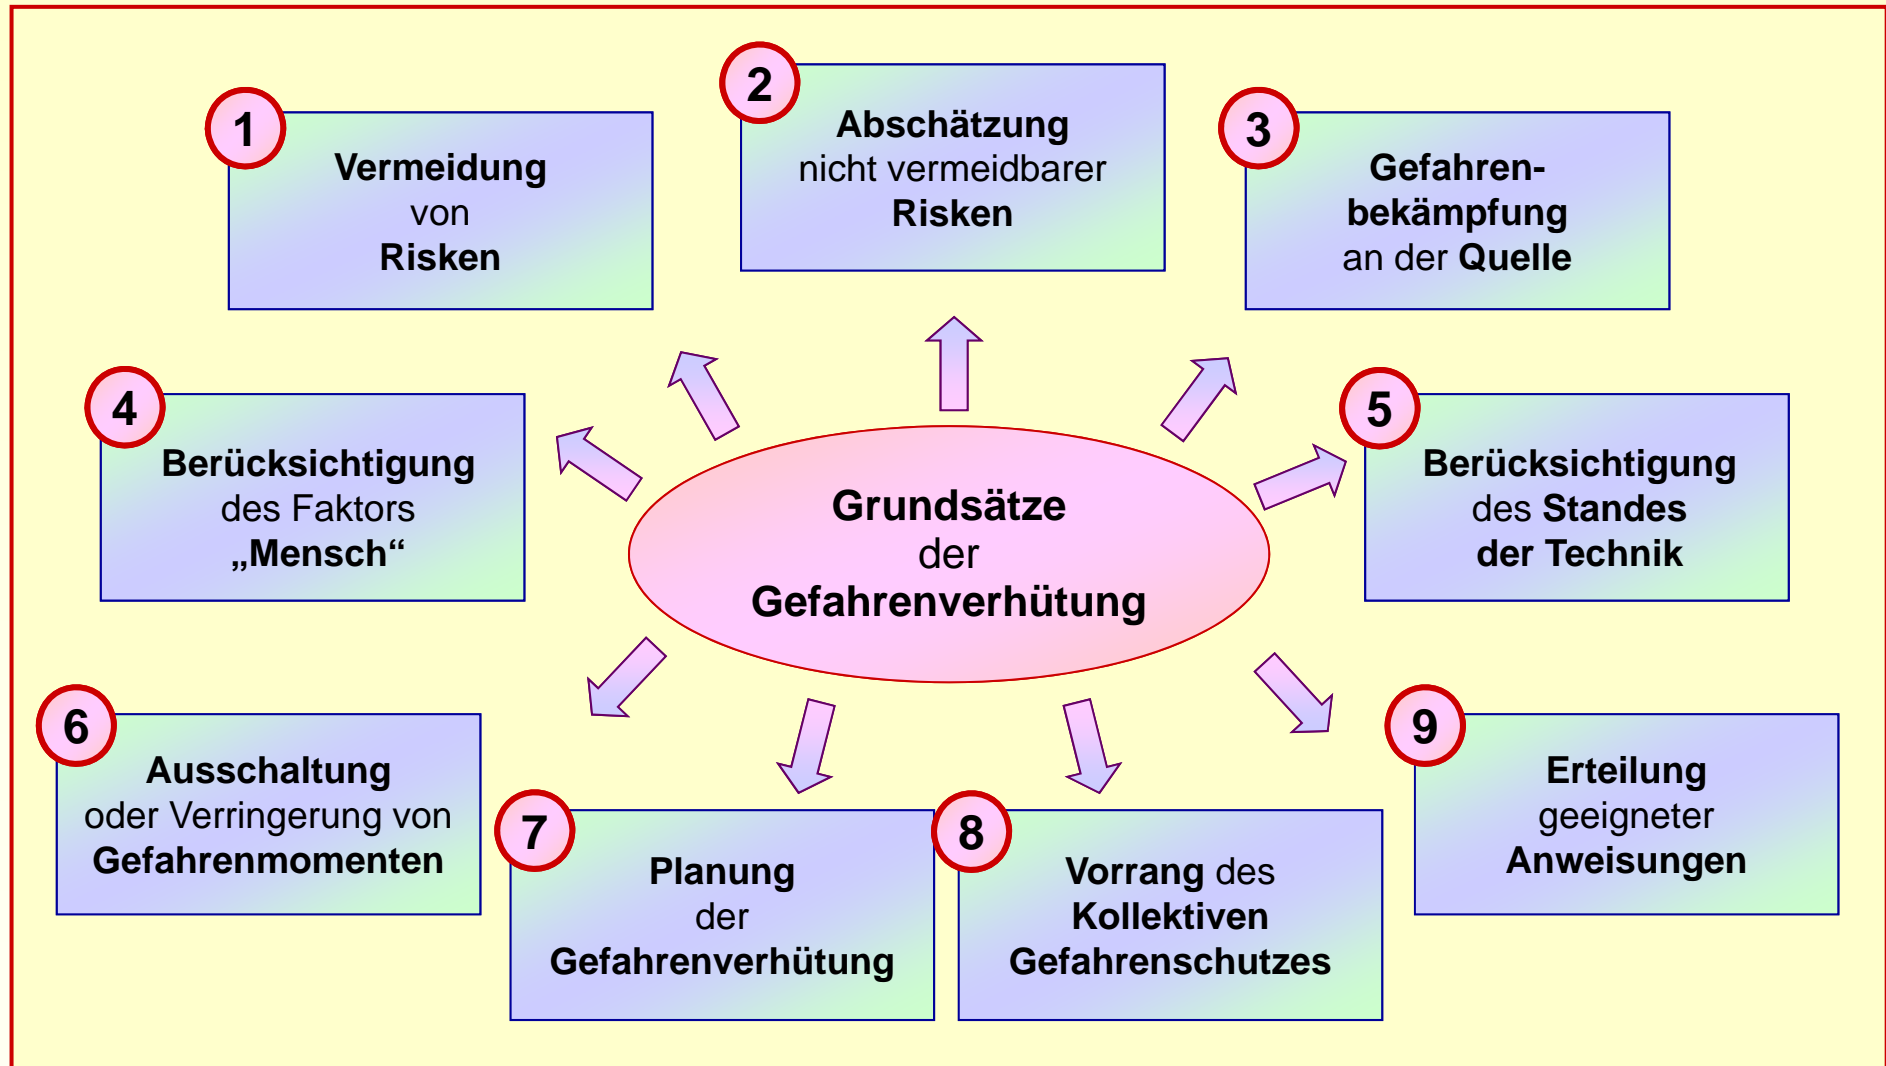 1
Vermeidung
von
Risken
2
Abschätzung
nicht vermeidbarer
Risken
3
Gefahren-
bekämpfung
an der Quelle
4
Berücksichtigung
des Faktors
„Mensch“
Grundsätze
der
Gefahrenverhütung
5
Berücksichtigung
des Standes
der Technik
6
Ausschaltung
oder Verringerung von
Gefahrenmomenten
7
Planung
der
Gefahrenverhütung
8
Vorrang des
Kollektiven
Gefahrenschutzes
9
Erteilung
geeigneter
Anweisungen